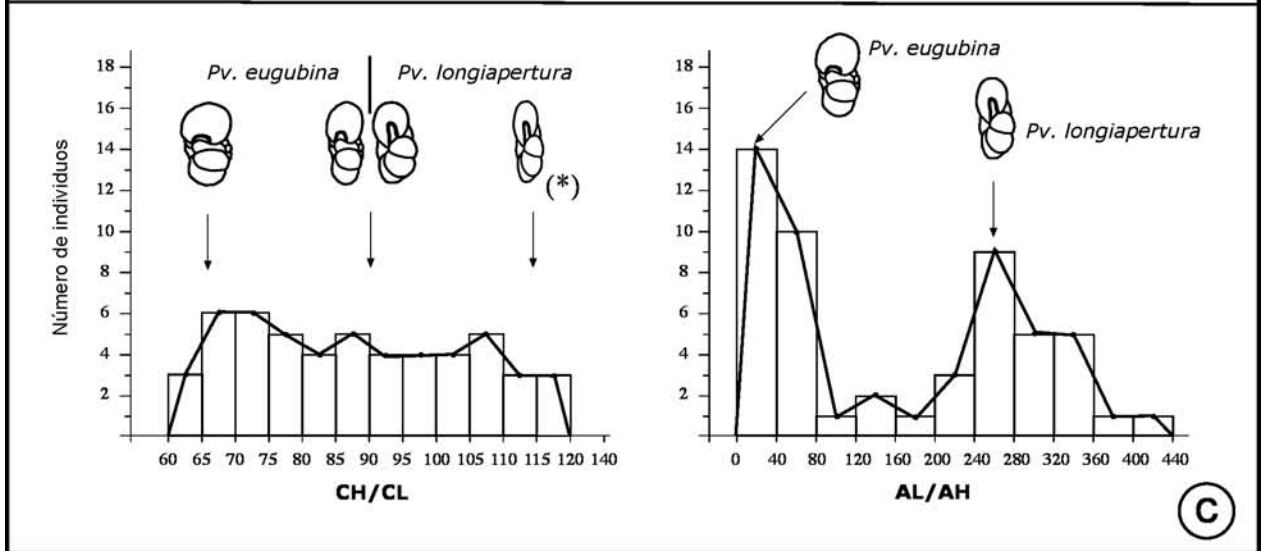 Pv. eugubina
Pv. longiapertura
(*)
Número de individuos
18
16
14
12
10
8
6
4
2
60 65 70 75 80 85 90 95 100 105 110 115 120 140
CH/CL
Pv. eugubina
Pv. longiapertura
18
16
14
12
10
8
6
4
2
0 40 80 120 160 200 240 280 320 360 400 440
AL/AH
C